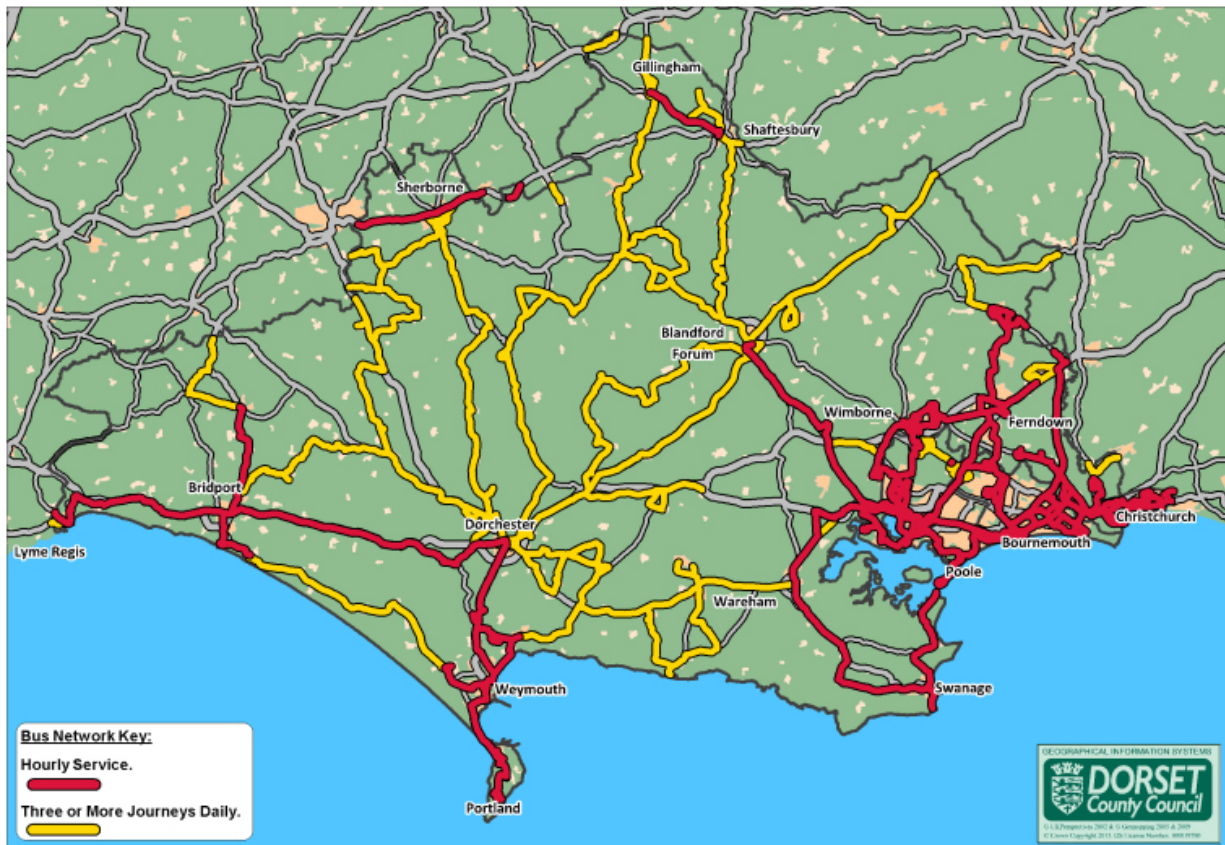 Gillingham
Shaftesbury
Sherborne
Blandford
Forum
Wimborne
Ferndown
Bridport
Dorchester
Christchurch
Bournemouth
Lyme Regis
Poole
Wareham
Weymouth
Swanage
Portland
Bus Network Key:
Hourly Service.
Three or More Journeys Daily.
GEOGRAPHICAL INFORMATION SYSTEMS
DORSET
County Council